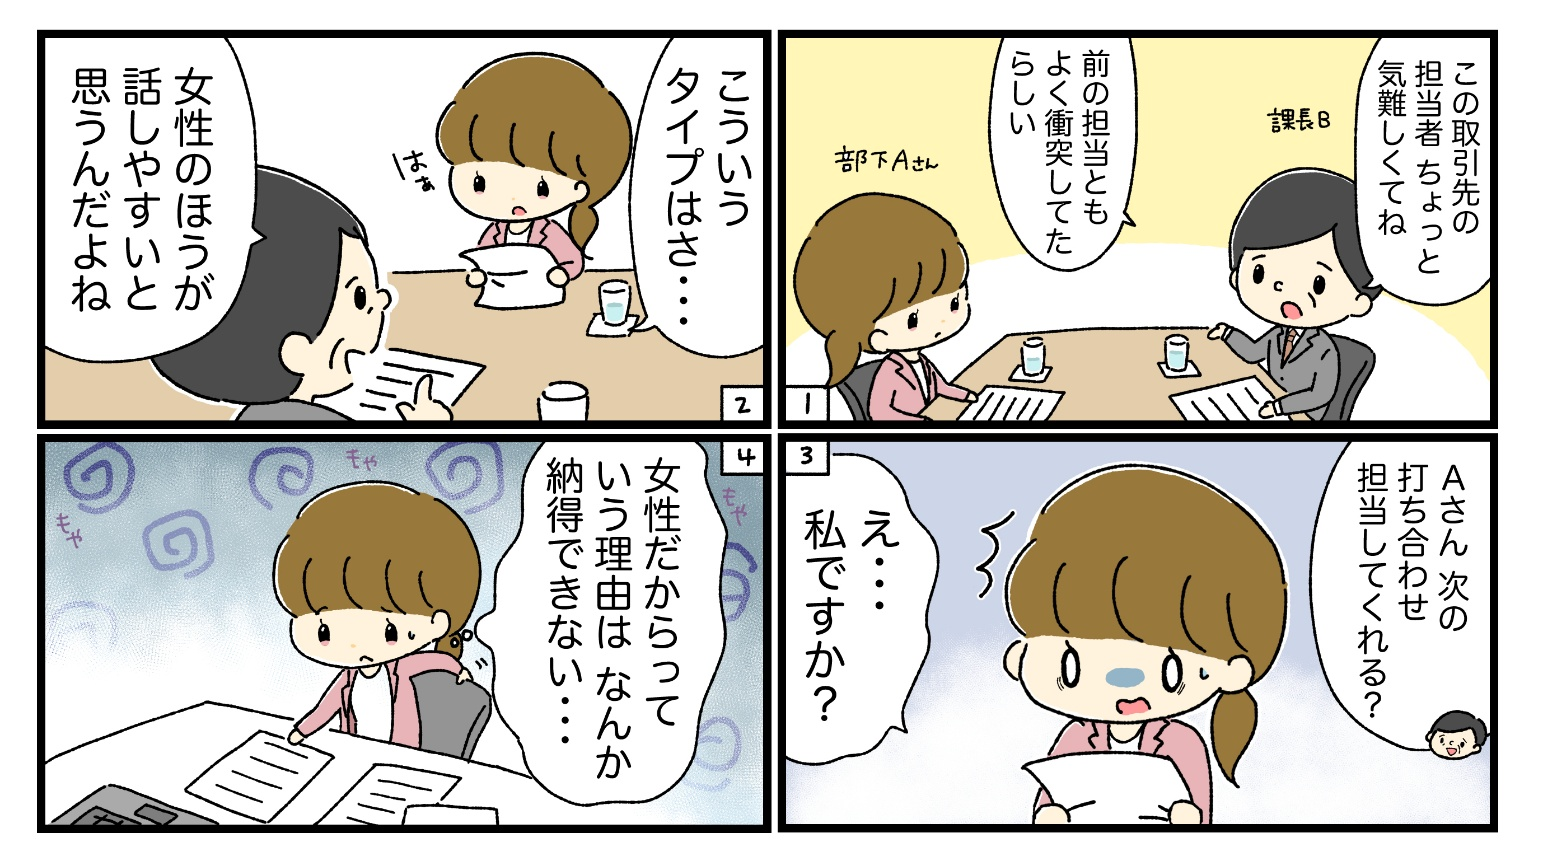 1
この取引先の
担当者 ちょっと
気難しくてね
課長B
前の担当とも
よく衝突してた
らしい
部下Aさん
2
こういう
タイプはさ…
はぁ
女性のほうが
話しやすいと
思うんだよね
3
Aさん 次の
打ち合わせ
担当してくれる?
え…
私ですか?
4
女性だからって
いう理由は なんか
納得できない…
もや
もや
もや